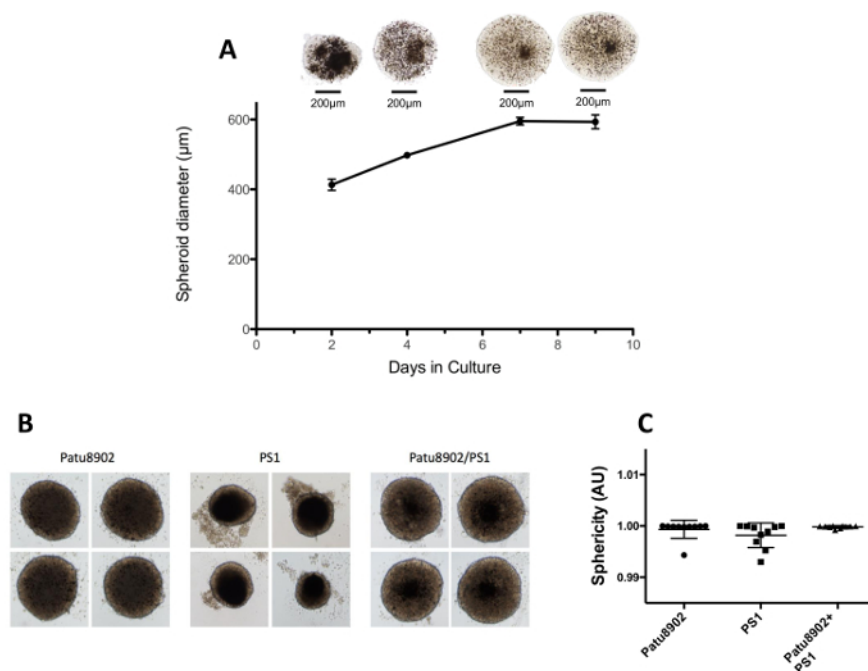 A
200μm 200μm 200μm 200μm
600
400
200
0
Spheroid diameter (μm)
0 2 4 6 8 10
Days in Culture
B
Patu8902 PS1 Patu8902/PS1
C
1.01
1.00
0.99
Sphericity (AU)
Patu8902
PS1
Patu8902+
PS1